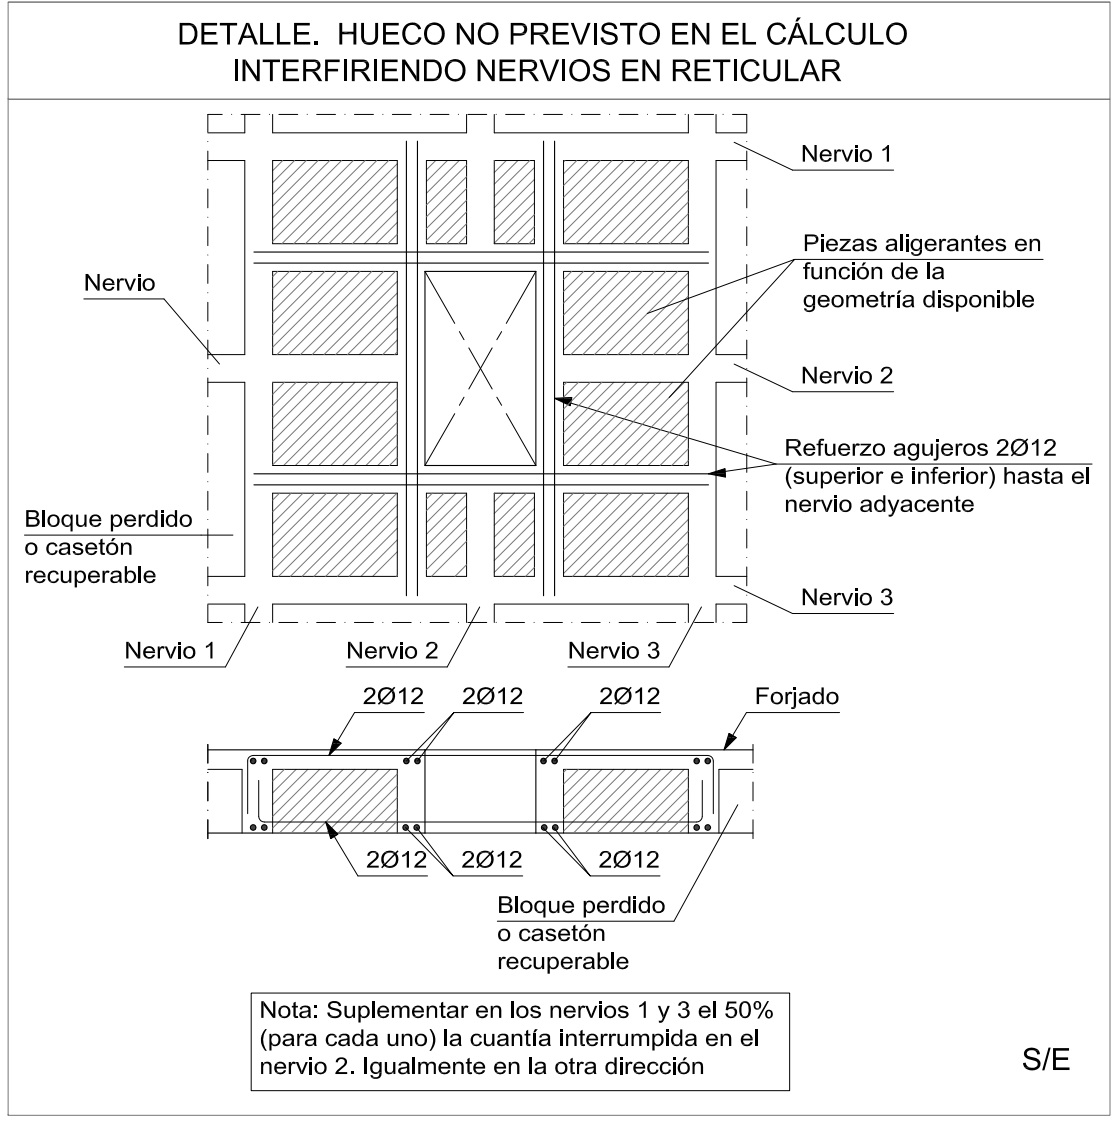 DETALLE. HUECO NO PREVISTO EN EL CÁLCULO
INTERFIRIENDO NERVIOS EN RETICULAR
Nervio 1
Piezas aligerantes en
función de la
geometría disponible
Nervio
Nervio 2
Refuerzo agujeros 2Ø12
(superior e inferior) hasta el
nervio adyacente
Bloque perdido
o casetón
recuperable
Nervio 3
Nervio 1
Nervio 2
Nervio 3
2Ø12
2Ø12
2Ø12
Forjado
2Ø12
2Ø12
2Ø12
Bloque perdido
o casetón
recuperable
Nota: Suplementar en los nervios 1 y 3 el 50%
(para cada uno) la cuantía interrumpida en el
nervio 2. Igualmente en la otra dirección
S/E